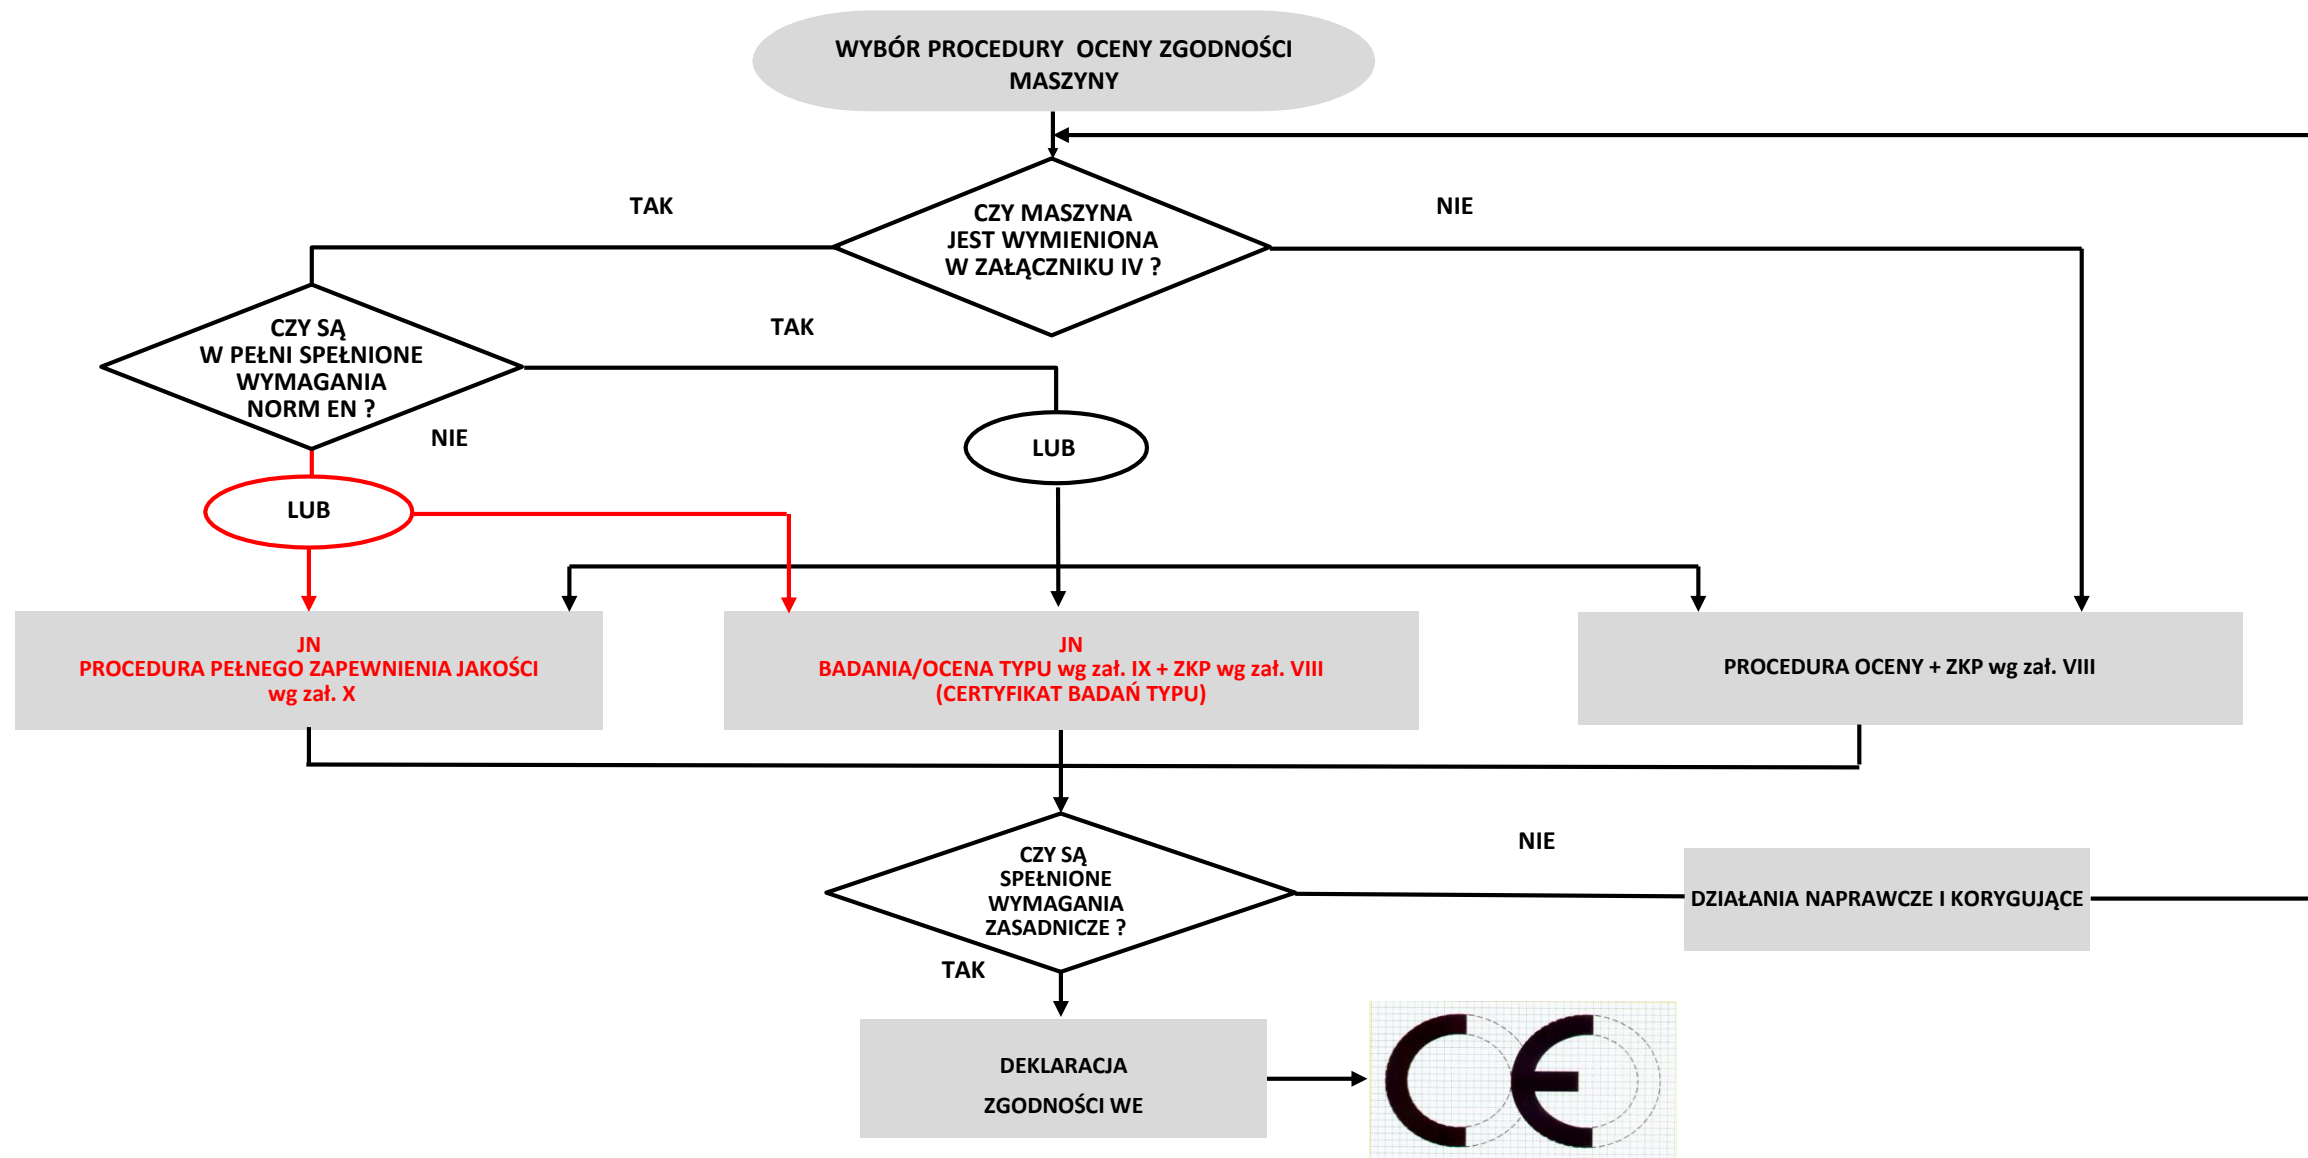 WYBÓR PROCEDURY OCENY ZGODNOŚCI
MASZYNY
TAK
NIE
CZY MASZYNA
JEST WYMIENIONA
W ZAŁĄCZNIKU IV ?
CZY SĄ
W PEŁNI SPEŁNIONE
WYMAGANIA
NORM EN ?
TAK
NIE
LUB
LUB
JN
PROCEDURA PEŁNEGO ZAPEWNIENIA JAKOŚCI
wg zał. X
JN
BADANIA/OCENA TYPU wg zał. IX + ZKP wg zał. VIII
(CERTYFIKAT BADAŃ TYPU)
PROCEDURA OCENY + ZKP wg zał. VIII
CZY SĄ
SPEŁNIONE
WYMAGANIA
ZASADNICZE ?
NIE
DZIAŁANIA NAPRAWCZE I KORYGUJĄCE
TAK
DEKLARACJA
ZGODNOŚCI WE
CE